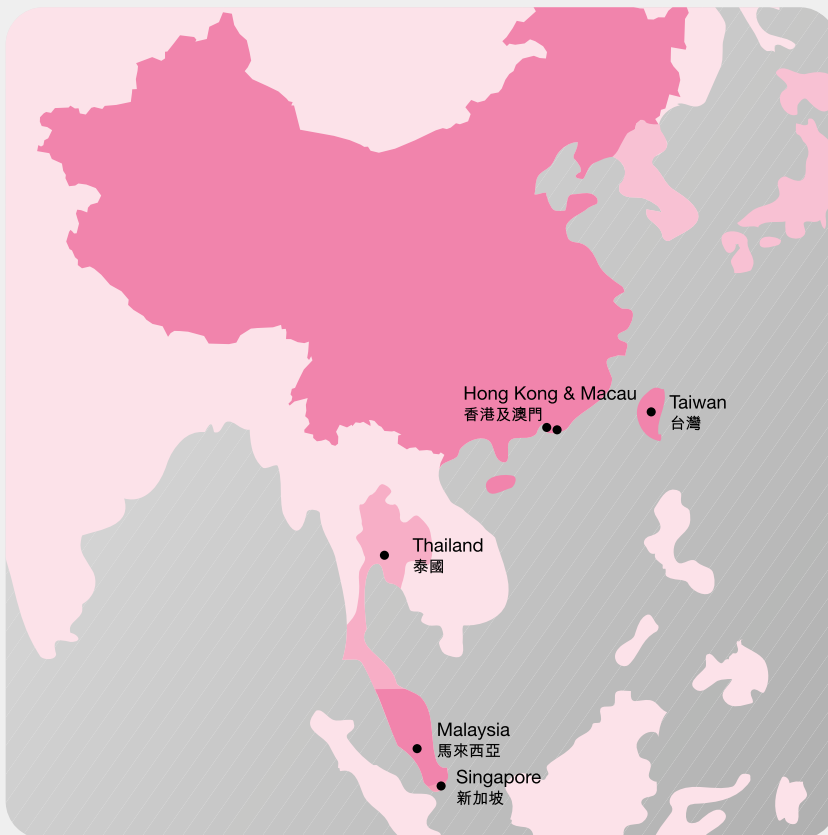 Hong Kong & Macau
香港及澳門
Taiwan
台灣
Thailand
泰國
Malaysia
馬來西亞
Singapore
新加坡